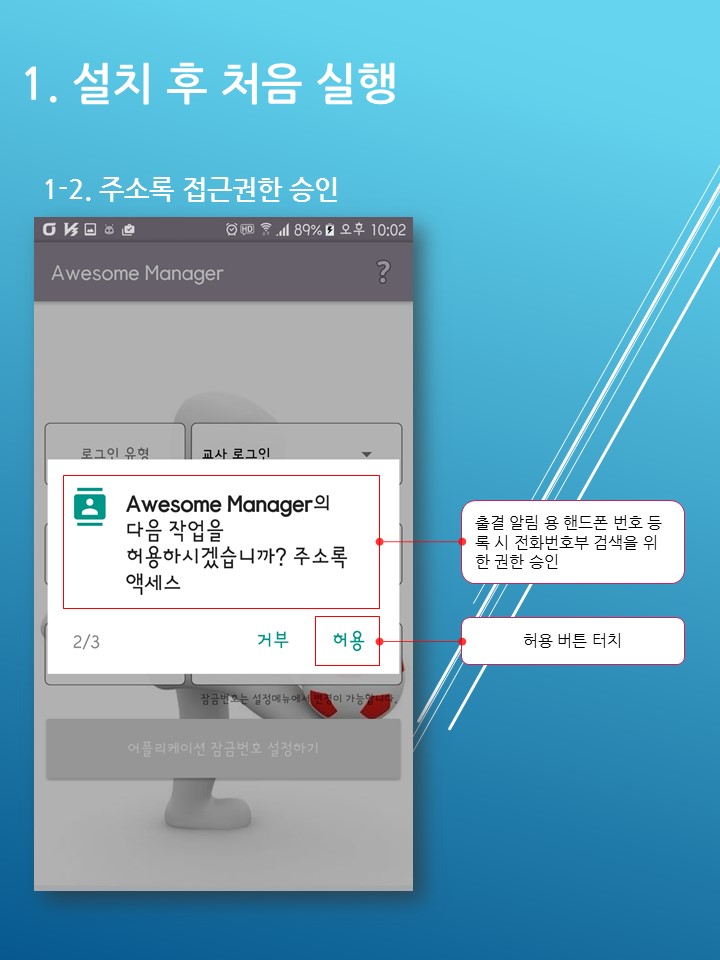 1. 설치 후 처음 실행
1-2. 주소록 접근권한 승인
HD 89% 오후 10:02
Awesome Manager ?
로그인 유형 교사 로그인
Awesome Manager의
다음 작업을
허용하시겠습니까? 주소록
액세스
2/3 거부 허용
출결 알림 용 핸드폰 번호 등
록 시 전화번호부 검색을 위
한 권한 승인
허용 버튼 터치
잠금번호는 설정메뉴에서 변경이 가능합니다.
어플리케이션 잠금번호 설정하기